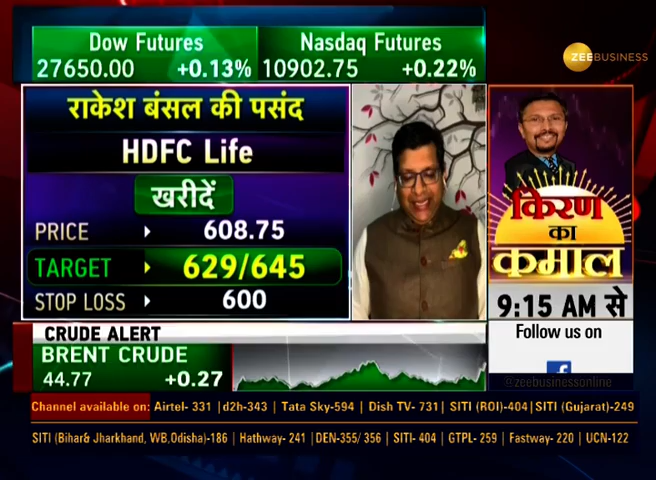 Dow Futures
27650.00 +0.13%
Nasdaq Futures
10902.75 +0.22%
ZEEBUSINESS
राकेश बंसल की पसंद
HDFC Life
खरीदें
PRICE 608.75
TARGET 629/645
STOP LOSS 600
किरण
का
कमाल
9:15 AM से
Follow us on
@zeebusinessonline
CRUDE ALERT
BRENT CRUDE
44.77 +0.27
Channel available on: Airtel- 331 |d2h-343 | Tata Sky-594 | Dish TV- 731| SITI (ROI)-404|SITI (Gujarat)-249
SITI (Bihar& Jharkhand, WB,Odisha)-186 | Hathway- 241 |DEN-355/ 356 | SITI- 404 | GTPL- 259 | Fastway- 220 | UCN-122